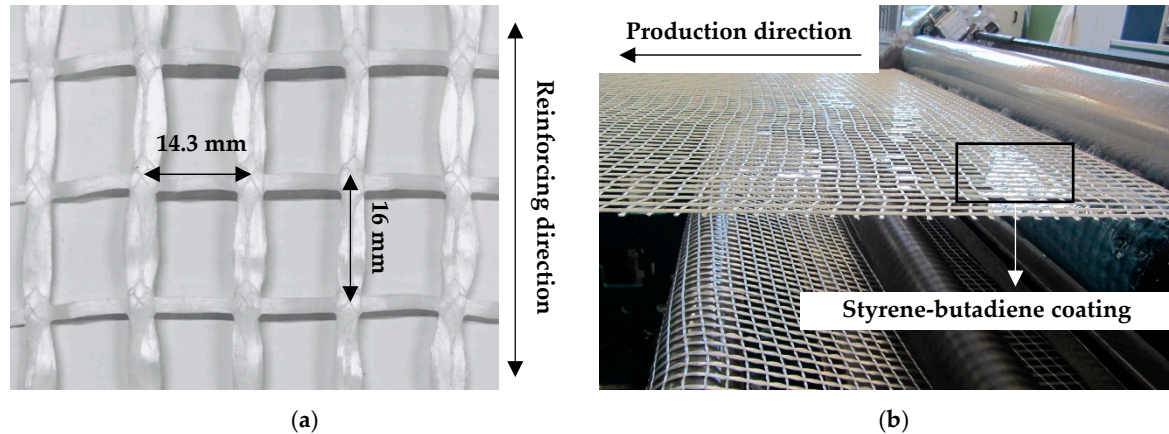 14.3 mm
16 mm
Reinforcing direction
(a)
Production direction
Styrene-butadiene coating
(b)